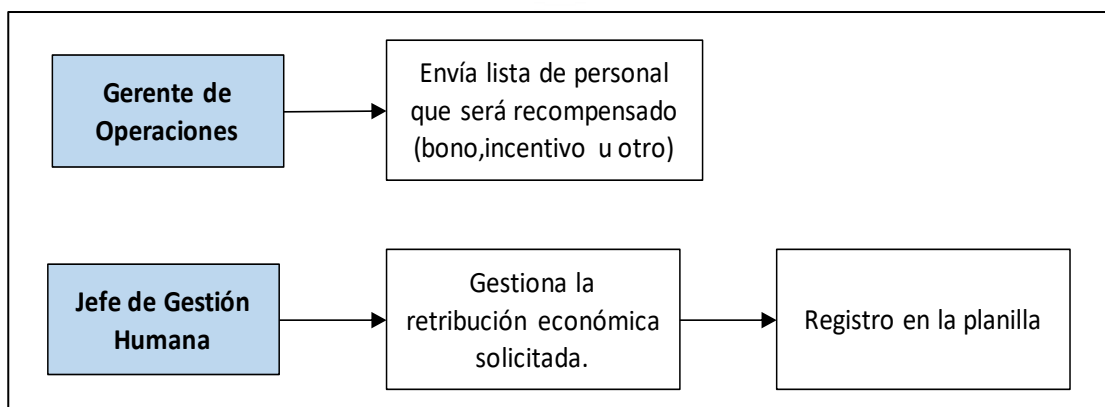 Gerente de
Operaciones
Envía lista de personal
que será recompensado
(bono,incentivo u otro)
Jefe de Gestión
Humana
Gestiona la
retribución económica
solicitada.
Registro en la planilla